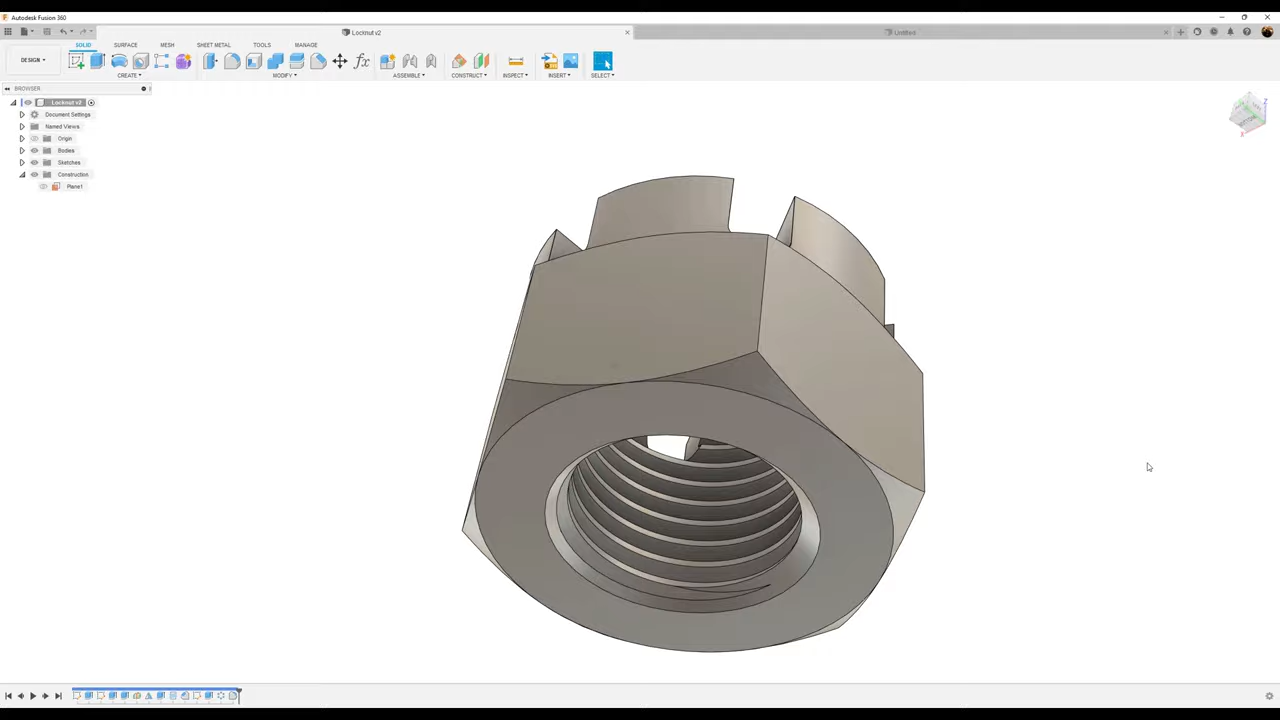 Autodesk Fusion 360
Locknut v2
Untitled
SOLID SURFACE MESH SHEET METAL TOOLS MANAGE
DESIGN
CREATE MODIFY ASSEMBLE CONSTRUCT INSPECT INSERT SELECT
BROWSER
Locknut v2
Document Settings
Named Views
Origin
Bodies
Sketches
Construction
Plane1
Z
X